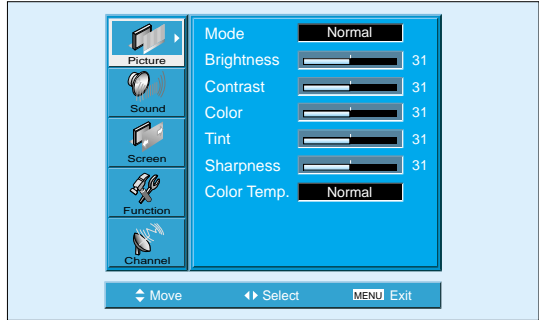 Picture
Sound
Screen
Function
Channel
Mode Normal
Brightness 31
Contrast 31
Color 31
Tint 31
Sharpness 31
Color Temp. Normal
Move Select MENU Exit